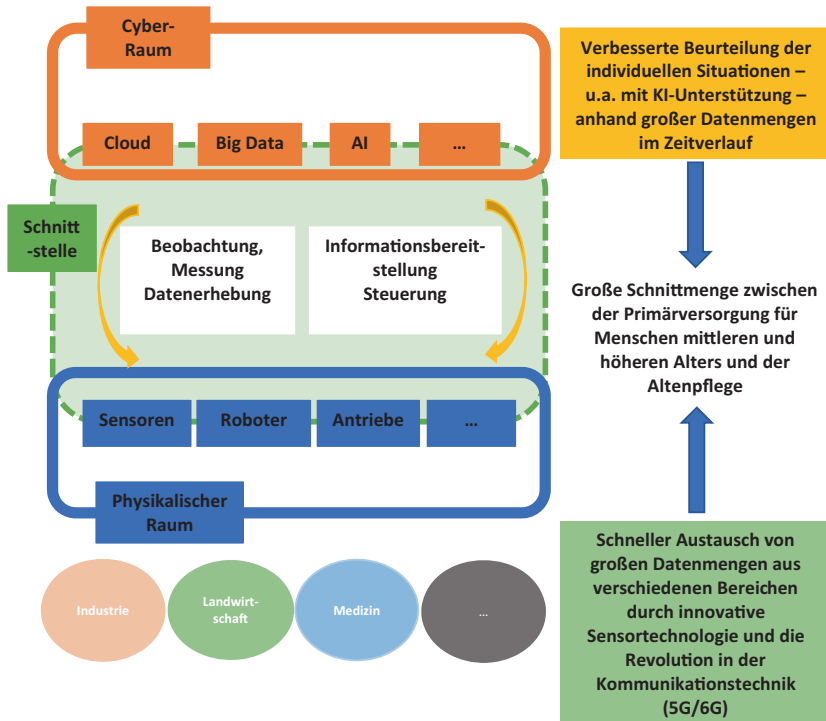 Cyber-
Raum
Cloud
Big Data
AI
...
Schnitt
-stelle
Beobachtung,
Messung
Datenerhebung
Informationsbereit-
stellung
Steuerung
Sensoren
Roboter
Antriebe
...
Physikalischer
Raum
Industrie
Landwirt-
schaft
Medizin
...
Verbesserte Beurteilung der
individuellen Situationen –
u.a. mit KI-Unterstützung –
anhand großer Datenmengen
im Zeitverlauf
Große Schnittmenge zwischen
der Primärversorgung für
Menschen mittleren und
höheren Alters und der
Altenpflege
Schneller Austausch von
großen Datenmengen aus
verschiedenen Bereichen
durch innovative
Sensortechnologie und die
Revolution in der
Kommunikationstechnik
(5G/6G)